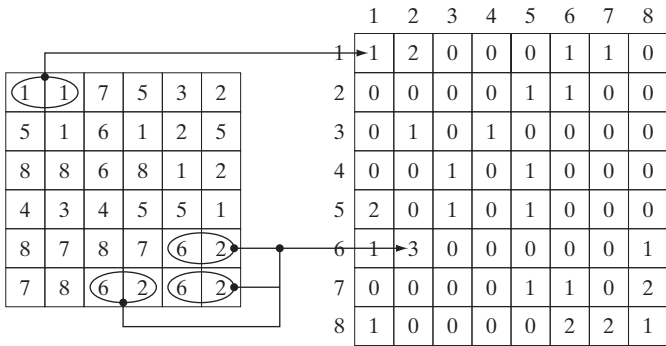 1 2 3 4 5 6 7 8
1 1 2 0 0 0 1 1 0
1 1 7 5 3 2
2 0 0 0 0 1 1 0 0
5 1 6 1 2 5
3 0 1 0 1 0 0 0 0
8 8 6 8 1 2
4 0 0 1 0 1 0 0 0
4 3 4 5 5 1
5 2 0 1 0 1 0 0 0
8 7 8 7 6 2
6 1 3 0 0 0 0 0 1
7 8 6 2 6 2
7 0 0 0 0 1 1 0 2
8 1 0 0 0 0 2 2 1